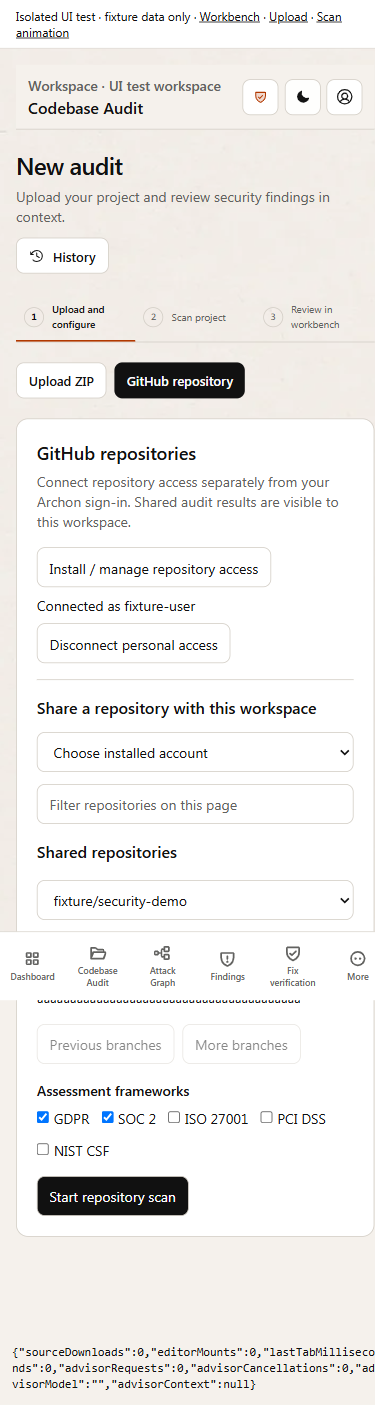 Isolated UI test · fixture data only · Workbench · Upload · Scan
animation
Workspace · UI test workspace
Codebase Audit
New audit
Upload your project and review security findings in
context.
History
1 Upload and
configure
2 Scan project
3 Review in
workbench
Upload ZIP
GitHub repository
GitHub repositories
Connect repository access separately from your
Archon sign-in. Shared audit results are visible to
this workspace.
Install / manage repository access
Connected as fixture-user
Disconnect personal access
Share a repository with this workspace
Choose installed account
Filter repositories on this page
Shared repositories
fixture/security-demo
Dashboard
Codebase
Audit
Attack
Graph
Findings
Fix
verification
More
Previous branches
More branches
Assessment frameworks
GDPR
SOC 2
ISO 27001
PCI DSS
NIST CSF
Start repository scan
{"sourceDownloads":0,"editorMounts":0,"lastTabMilliseco
nds":0,"advisorRequests":0,"advisorCancellations":0,"ad
visorModel":"","advisorContext":null}